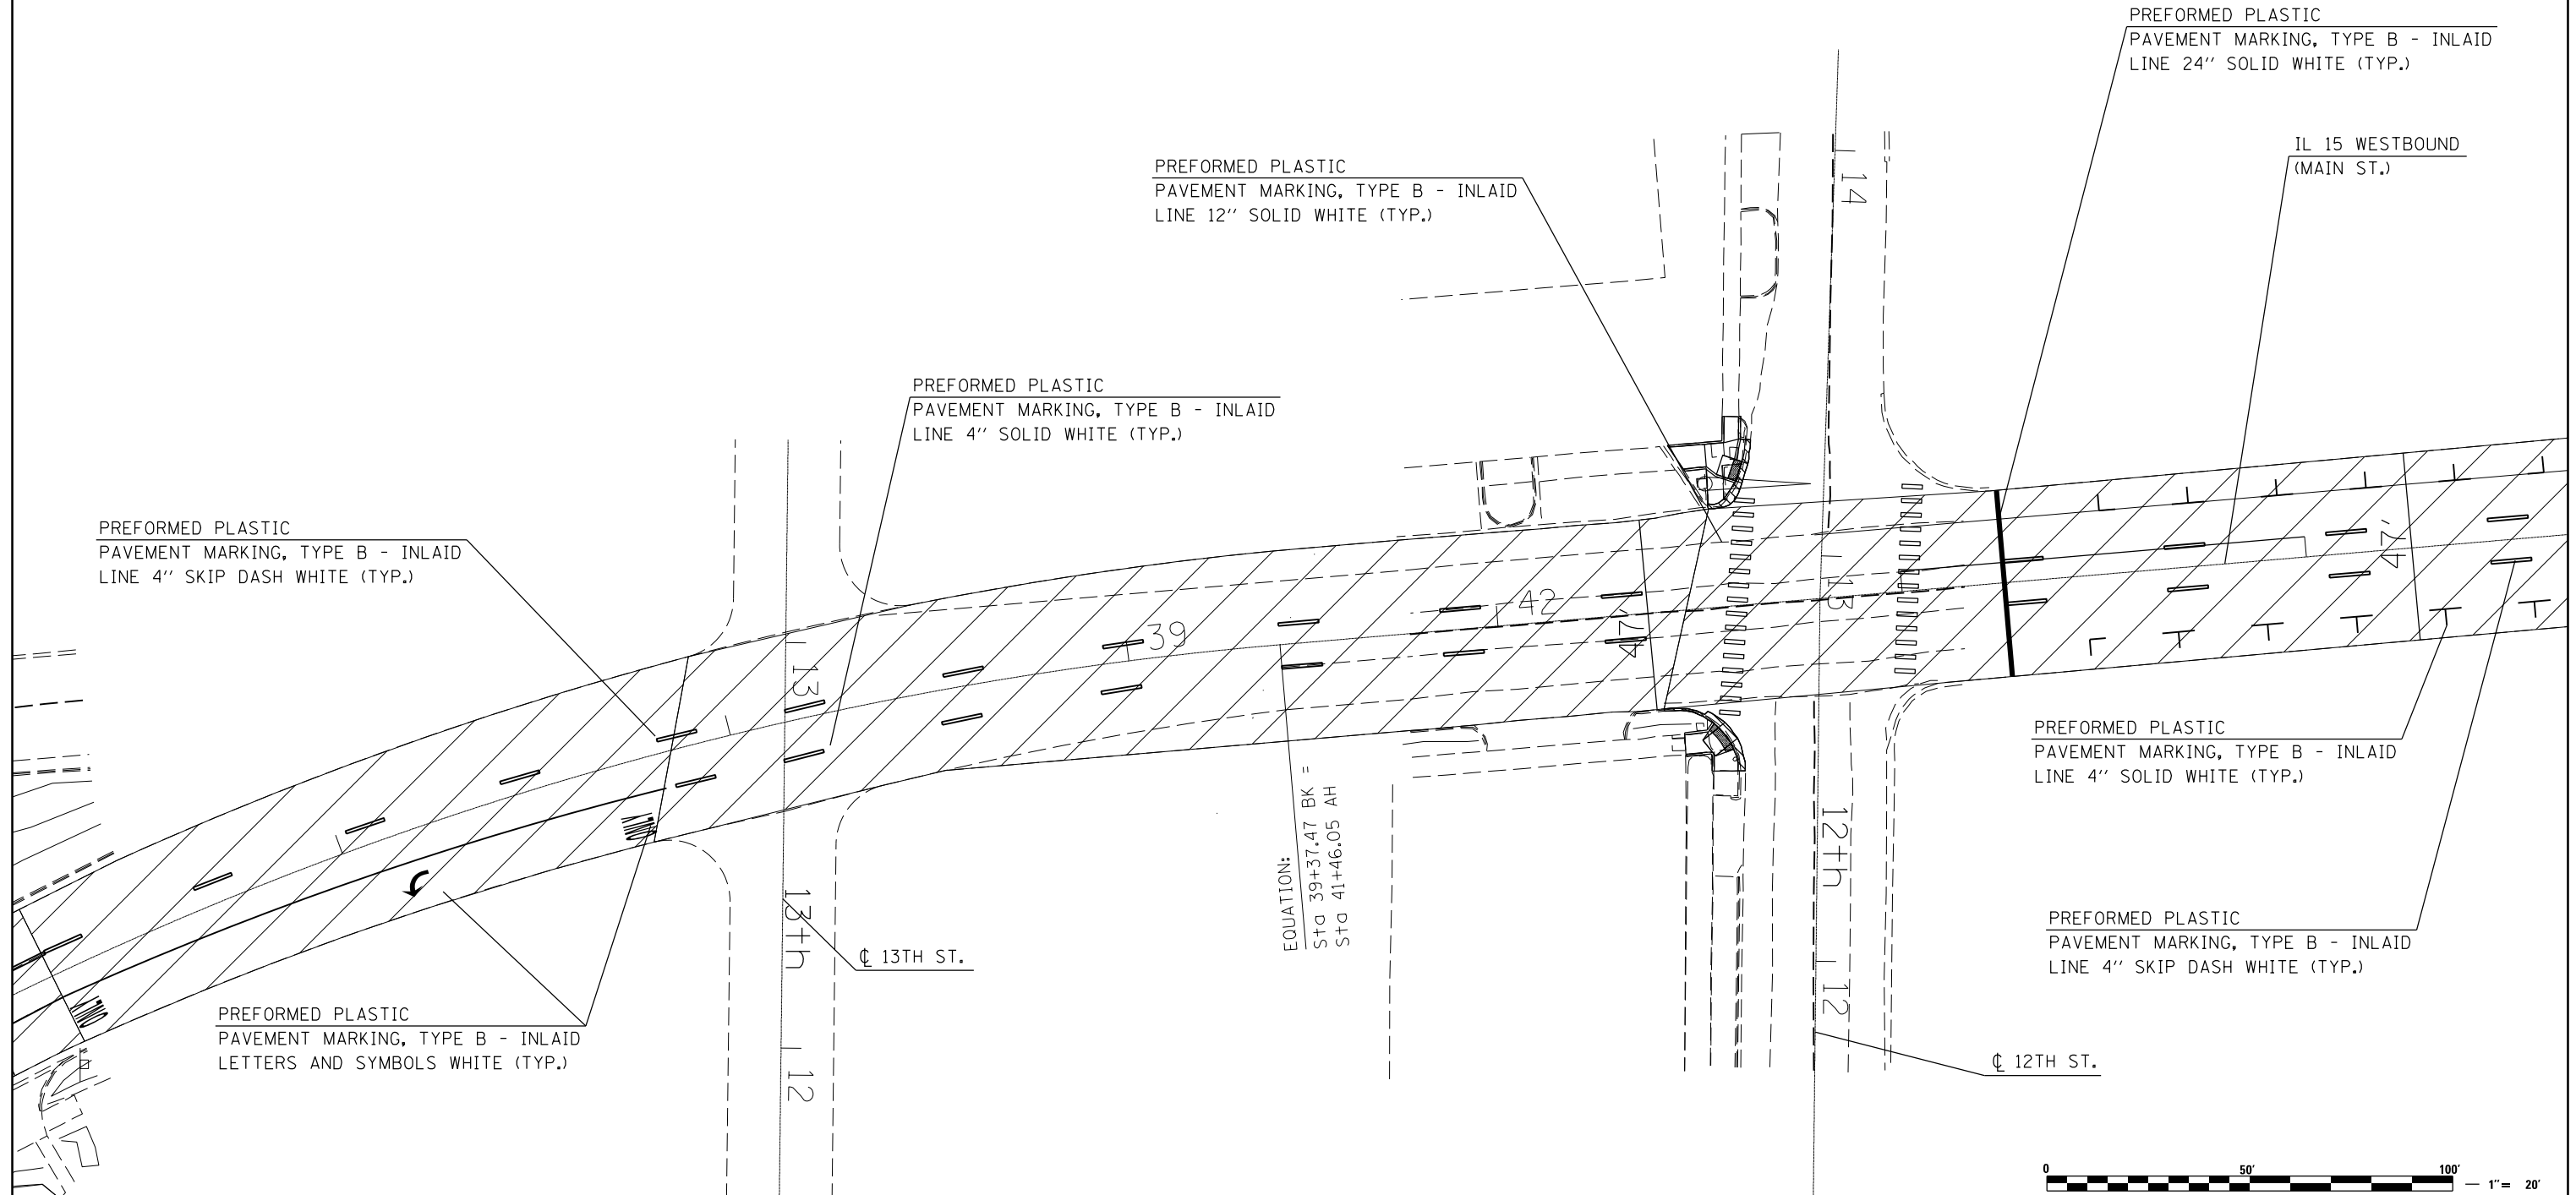 PREFORMED PLASTIC
PAVEMENT MARKING, TYPE B - INLAID
LINE 24'' SOLID WHITE (TYP.)
IL 15 WESTBOUND
(MAIN ST.)
PREFORMED PLASTIC
PAVEMENT MARKING, TYPE B - INLAID
LINE 12'' SOLID WHITE (TYP.)
14
PREFORMED PLASTIC
PAVEMENT MARKING, TYPE B - INLAID
LINE 4'' SOLID WHITE (TYP.)
PREFORMED PLASTIC
PAVEMENT MARKING, TYPE B - INLAID
LINE 4'' SKIP DASH WHITE (TYP.)
47'
42
13
47'
39
13
PREFORMED PLASTIC
PAVEMENT MARKING, TYPE B - INLAID
LINE 4'' SOLID WHITE (TYP.)
EQUATION:
Sta 39+37.47 BK =
Sta 41+46.05 AH
12th
13th
℄ 13TH ST.
PREFORMED PLASTIC
PAVEMENT MARKING, TYPE B - INLAID
LINE 4'' SKIP DASH WHITE (TYP.)
12
PREFORMED PLASTIC
PAVEMENT MARKING, TYPE B - INLAID
LETTERS AND SYMBOLS WHITE (TYP.)
12
℄ 12TH ST.
0 50' 100'
1"= 20'